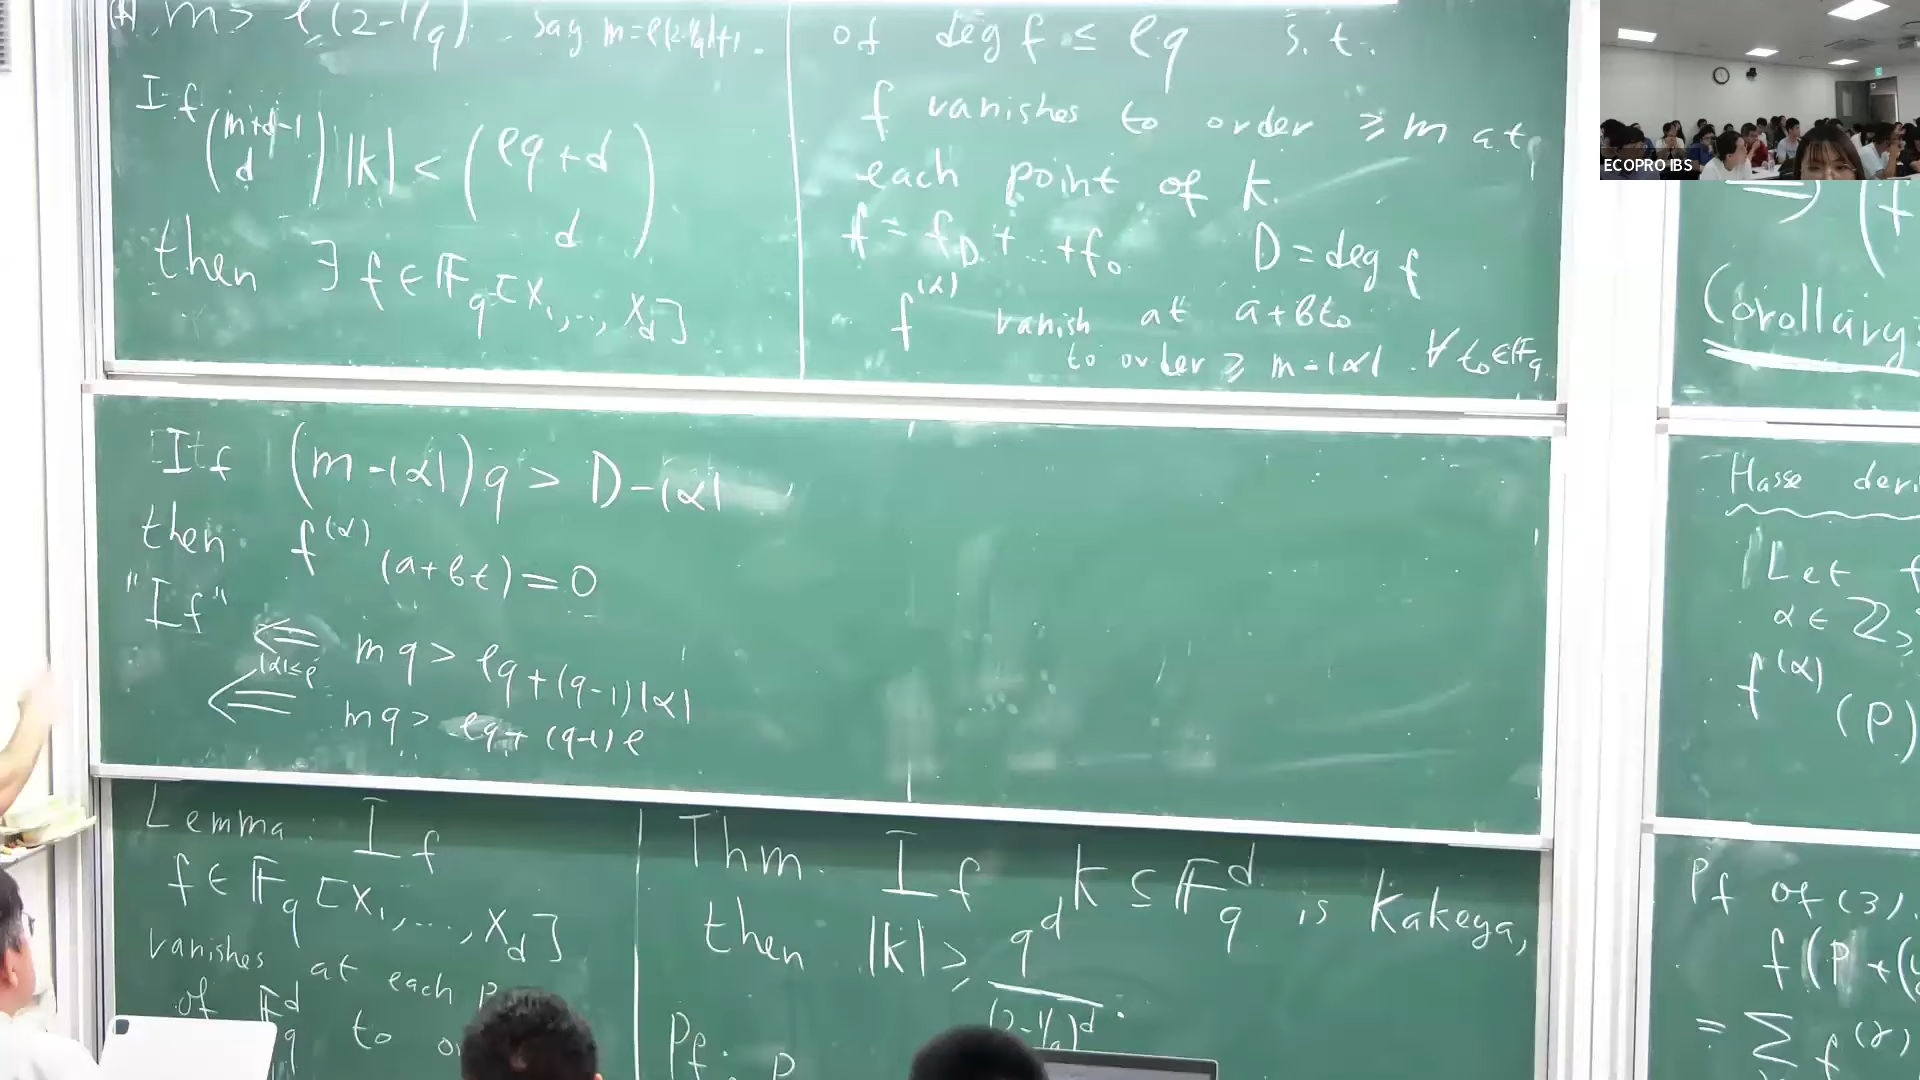 m > ℓ(2-1/q). Say m=ℓ(2-1/q)+1.
If
(m+d-1 d) |K| < (ℓq+d d)
then ∃ f ∈ 𝔽_q[X_1,..,X_d]
of deg f ≤ ℓq s.t.
f vanishes to order ≥ m at
each point of K.
f = f_D + ... + f_0 D = deg f
f^(α) vanish at a+bt_0
to order ≥ m-|α| ∀ t_0∈𝔽_q
If (m-|α|)q > D-|α|
then f^(α) (a+bt) = 0
"If"
⇐ mq > ℓq+(q-1)|α|
|α|≤ℓ
⇐ mq > ℓq+(q-1)ℓ
Lemma: If
f ∈ 𝔽_q[X_1,...,X_d]
vanishes at each
of 𝔽_q^d to
Thm. If K ⊆ 𝔽_q^d is Kakeya,
then |K| ≥ q^d / (2-1/q)^d.
Pf:
ECOPRO IBS
⇒ (f
Corollary:
Hasse
Let f
α ∈ ℤ≥
f^(α) (P)
Pf of (3).
f(P+(
= Σ f^(γ)